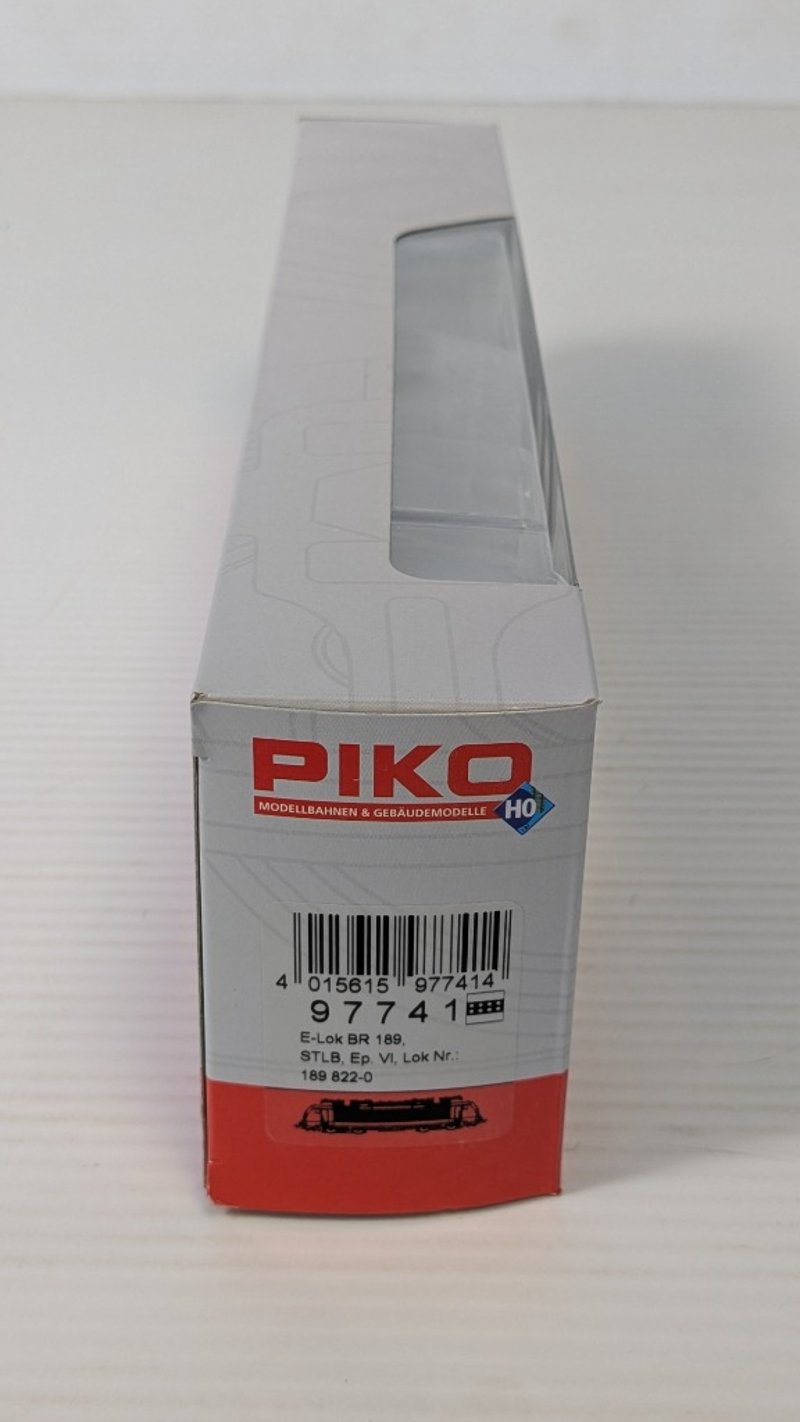 PIKO
MODELLBAHNEN & GEBÄUDEMODELLE H0
4 015615 977414
97741
E-Lok BR 189,
STLB, Ep. VI, Lok Nr.:
189 822-0